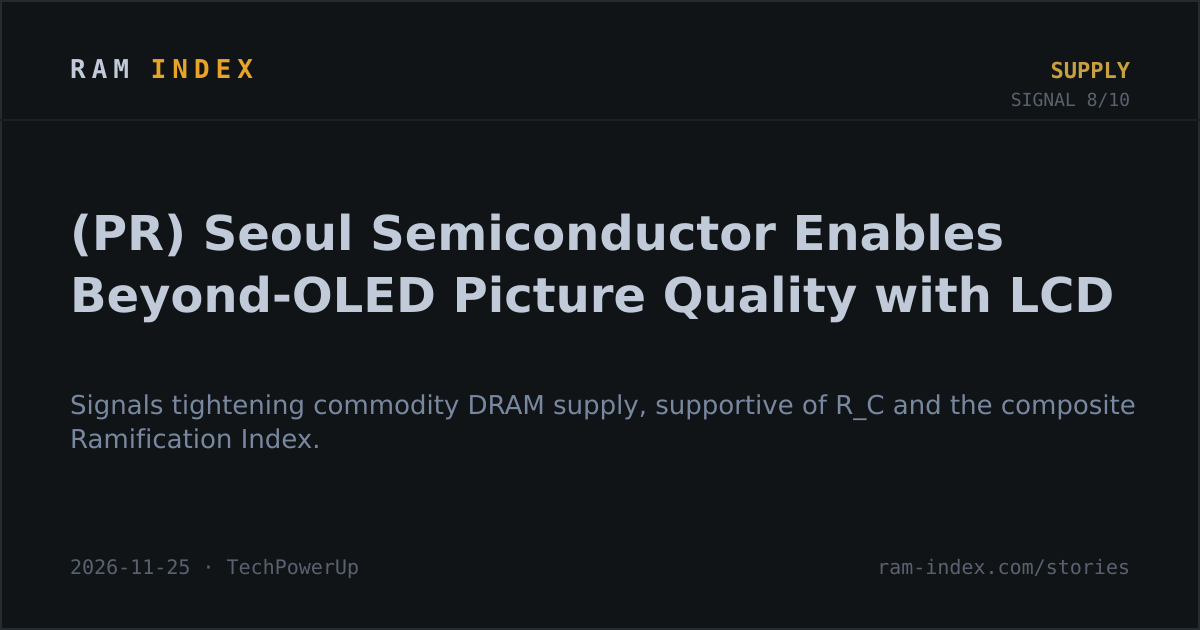 RAM INDEX
SUPPLY
SIGNAL 8/10
(PR) Seoul Semiconductor Enables
Beyond-OLED Picture Quality with LCD
Signals tightening commodity DRAM supply, supportive of R_C and the composite
Ramification Index.
2026-11-25 · TechPowerUp
ram-index.com/stories